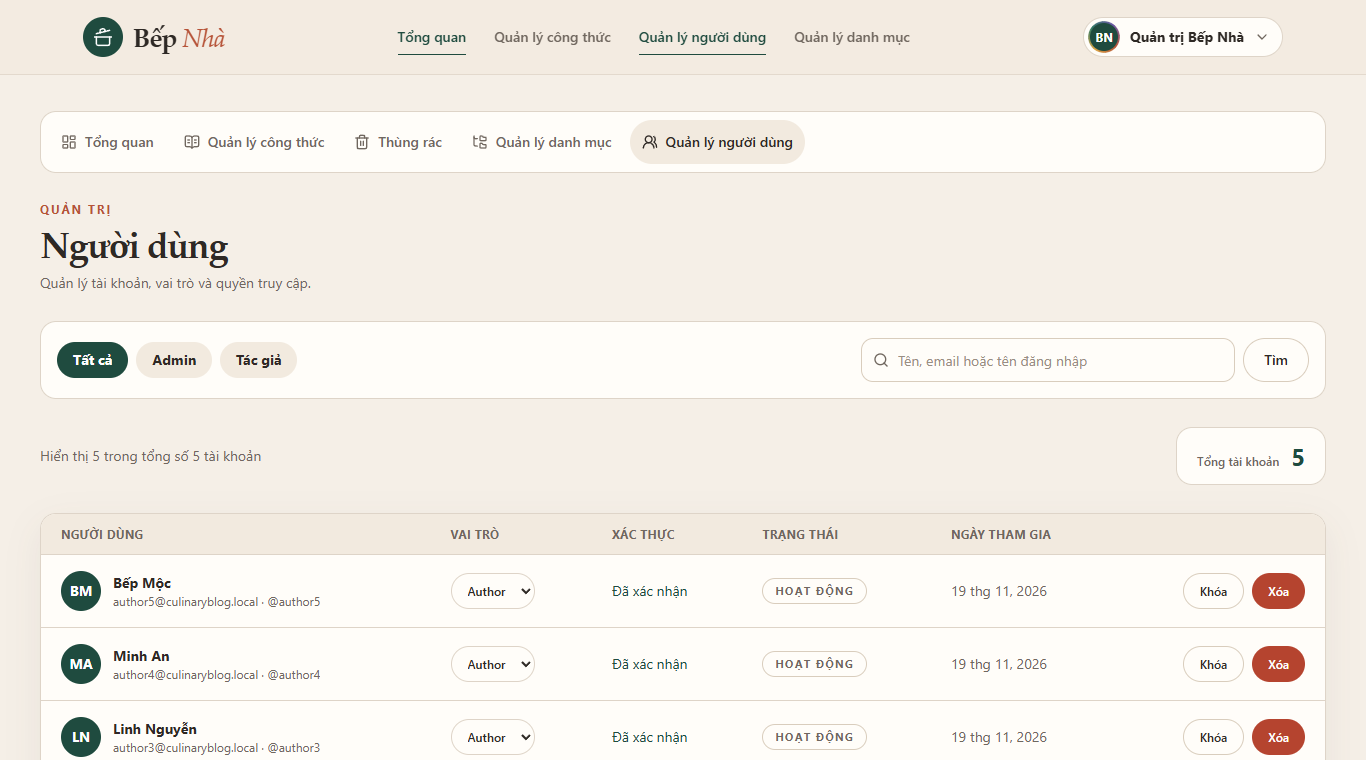 Bếp Nhà
Tổng quan Quản lý công thức Quản lý người dùng Quản lý danh mục
BN Quản trị Bếp Nhà
Tổng quan Quản lý công thức Thùng rác Quản lý danh mục Quản lý người dùng
QUẢN TRỊ
Người dùng
Quản lý tài khoản, vai trò và quyền truy cập.
Tất cả Admin Tác giả
Tên, email hoặc tên đăng nhập Tìm
Hiển thị 5 trong tổng số 5 tài khoản
Tổng tài khoản 5
NGƯỜI DÙNG VAI TRÒ XÁC THỰC TRẠNG THÁI NGÀY THAM GIA
BM Bếp Mộc Author Đã xác nhận HOẠT ĐỘNG 19 thg 11, 2026 Khóa Xóa
author5@culinaryblog.local · @author5
MA Minh An Author Đã xác nhận HOẠT ĐỘNG 19 thg 11, 2026 Khóa Xóa
author4@culinaryblog.local · @author4
LN Linh Nguyễn Author Đã xác nhận HOẠT ĐỘNG 19 thg 11, 2026 Khóa Xóa
author3@culinaryblog.local · @author3